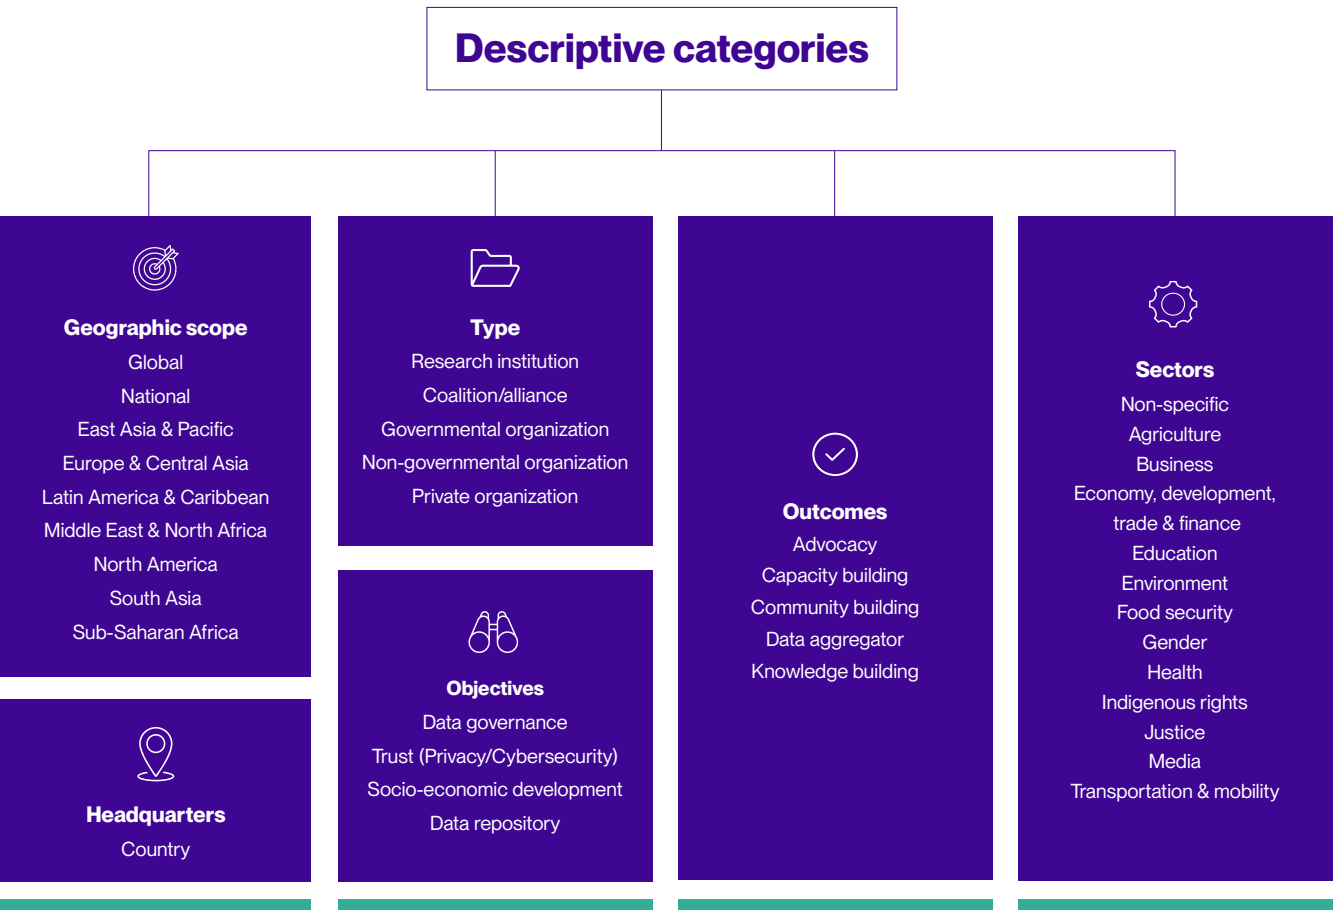 Descriptive categories
Geographic scope
Global
National
East Asia & Pacific
Europe & Central Asia
Latin America & Caribbean
Middle East & North Africa
North America
South Asia
Sub-Saharan Africa
Headquarters
Country
Type
Research institution
Coalition/alliance
Governmental organization
Non-governmental organization
Private organization
Objectives
Data governance
Trust (Privacy/Cybersecurity)
Socio-economic development
Data repository
Outcomes
Advocacy
Capacity building
Community building
Data aggregator
Knowledge building
Sectors
Non-specific
Agriculture
Business
Economy, development,
trade & finance
Education
Environment
Food security
Gender
Health
Indigenous rights
Justice
Media
Transportation & mobility